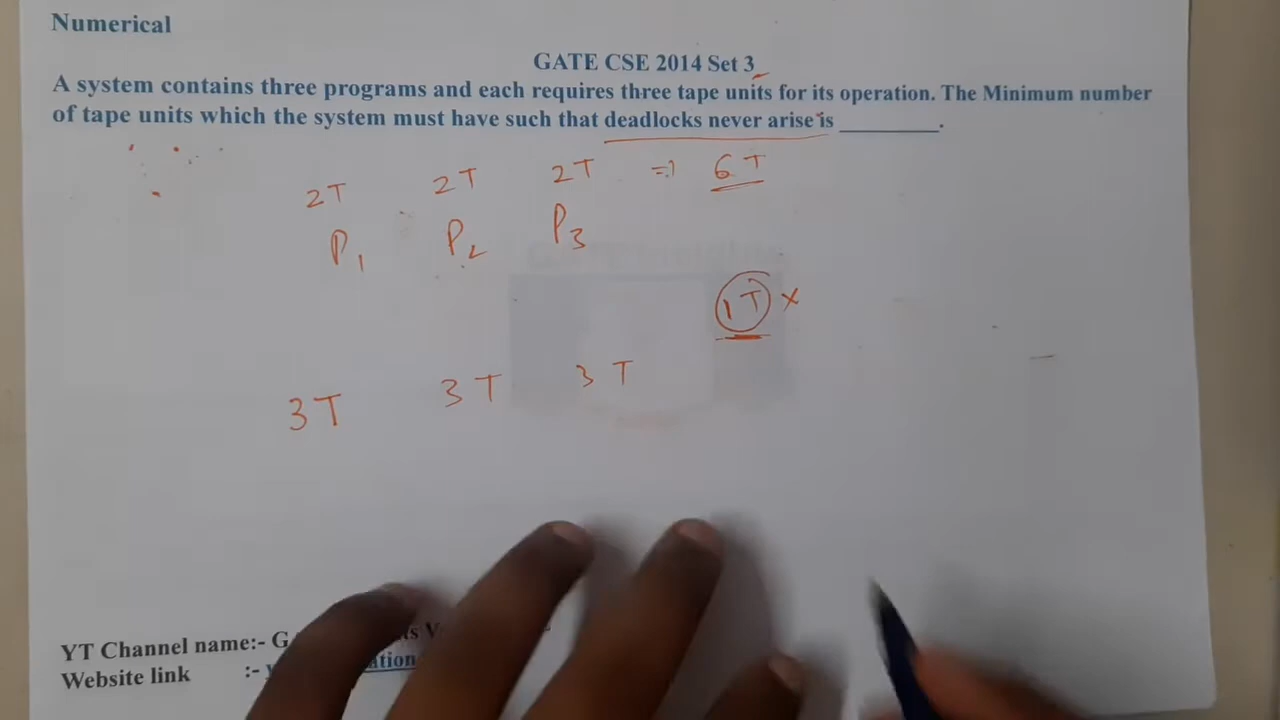 Numerical
GATE CSE 2014 Set 3
A system contains three programs and each requires three tape units for its operation. The Minimum number
of tape units which the system must have such that deadlocks never arise is ________.
2T 2T 2T => 6T
P1 P2 P3
1T ×
3T 3T 3T
YT Channel name:- G
Website link :-